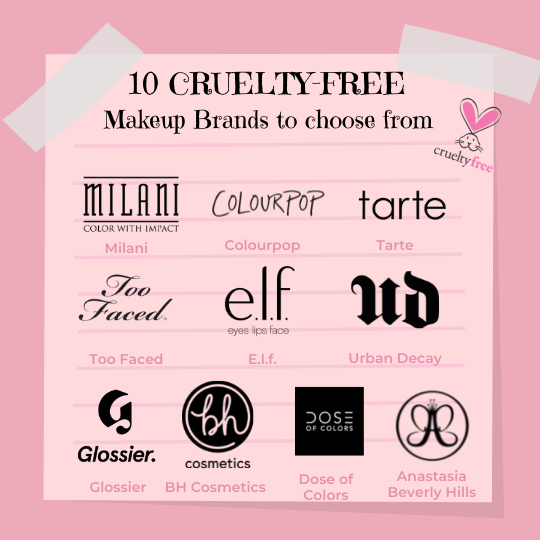 10 CRUELTY-FREE
Makeup Brands to choose from
crueltyfree
MILANI
COLOR WITH IMPACT
COLOURPOP
tarte
Milani
Colourpop
Tarte
Too
Faced.
e.l.f.
eyes lips face
ud
Too Faced
E.l.f.
Urban Decay
G
Glossier.
bh
cosmetics
DOSE
OF COLORS
A
Glossier
BH Cosmetics
Dose of
Colors
Anastasia
Beverly Hills